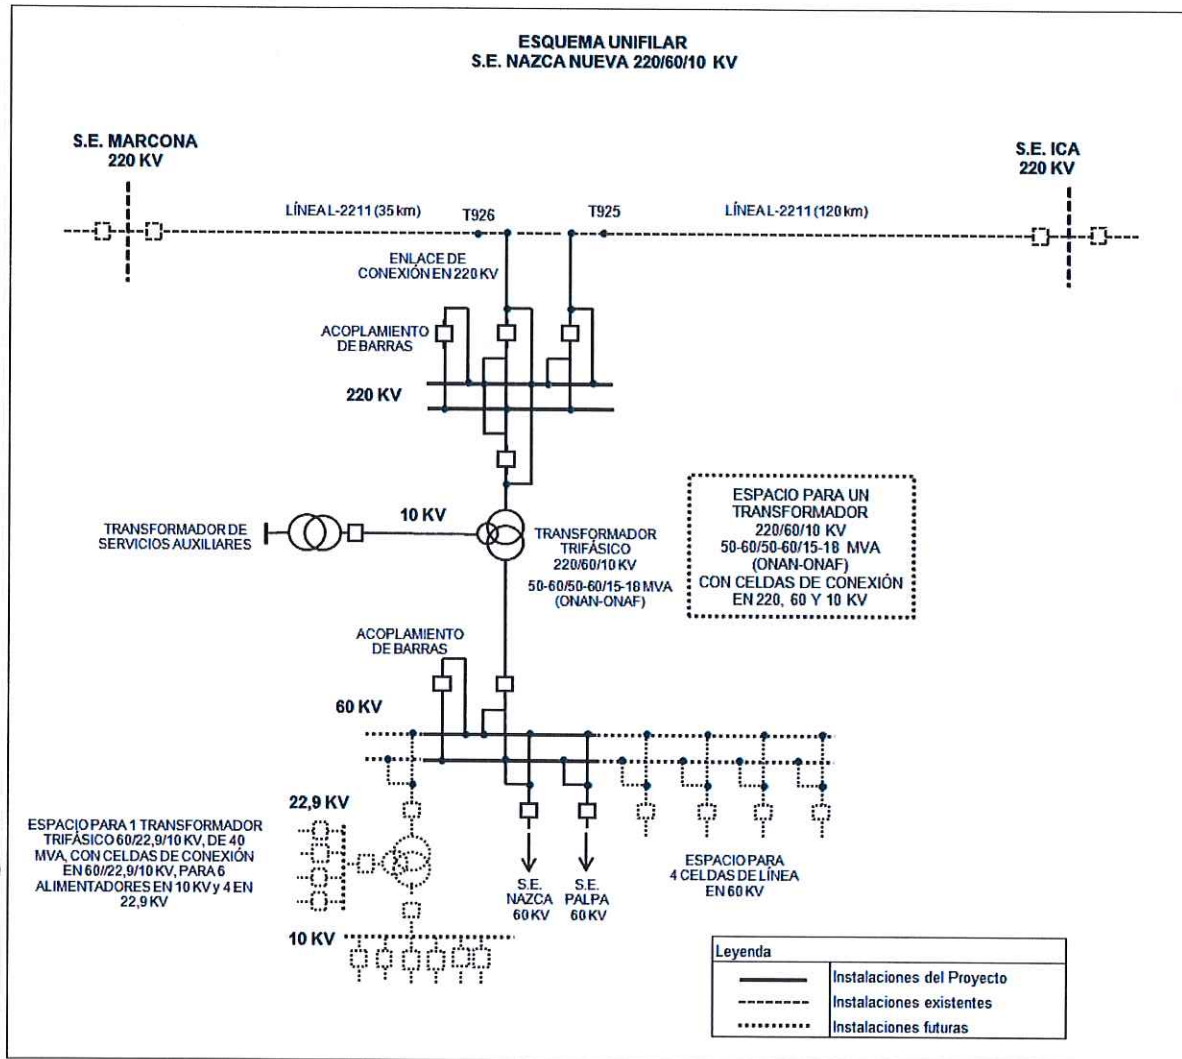 ESQUEMA UNIFILAR
S.E. NAZCA NUEVA 220/60/10 KV
S.E. MARCONA
220 KV
S.E. ICA
220 KV
LÍNEA L-2211 (35 km)
T926
T925
LÍNEA L-2211 (120 km)
ENLACE DE
CONEXIÓN EN 220 KV
ACOPLAMIENTO
DE BARRAS
220 KV
TRANSFORMADOR DE
SERVICIOS AUXILIARES
10 KV
TRANSFORMADOR
TRIFÁSICO
220/60/10 KV
50-60/50-60/15-18 MVA
(ONAN-ONAF)
ESPACIO PARA UN
TRANSFORMADOR
220/60/10 KV
50-60/50-60/15-18 MVA
(ONAN-ONAF)
CON CELDAS DE CONEXIÓN
EN 220, 60 Y 10 KV
ACOPLAMIENTO
DE BARRAS
60 KV
22,9 KV
ESPACIO PARA 1 TRANSFORMADOR
TRIFÁSICO 60/22,9/10 KV, DE 40
MVA, CON CELDAS DE CONEXIÓN
EN 60//22,9/10 KV, PARA 6
ALIMENTADORES EN 10 KV y 4 EN
22,9 KV
10 KV
S.E.
NAZCA
60 KV
S.E.
PALPA
60 KV
ESPACIO PARA
4 CELDAS DE LÍNEA
EN 60 KV
Leyenda
Instalaciones del Proyecto
Instalaciones existentes
Instalaciones futuras